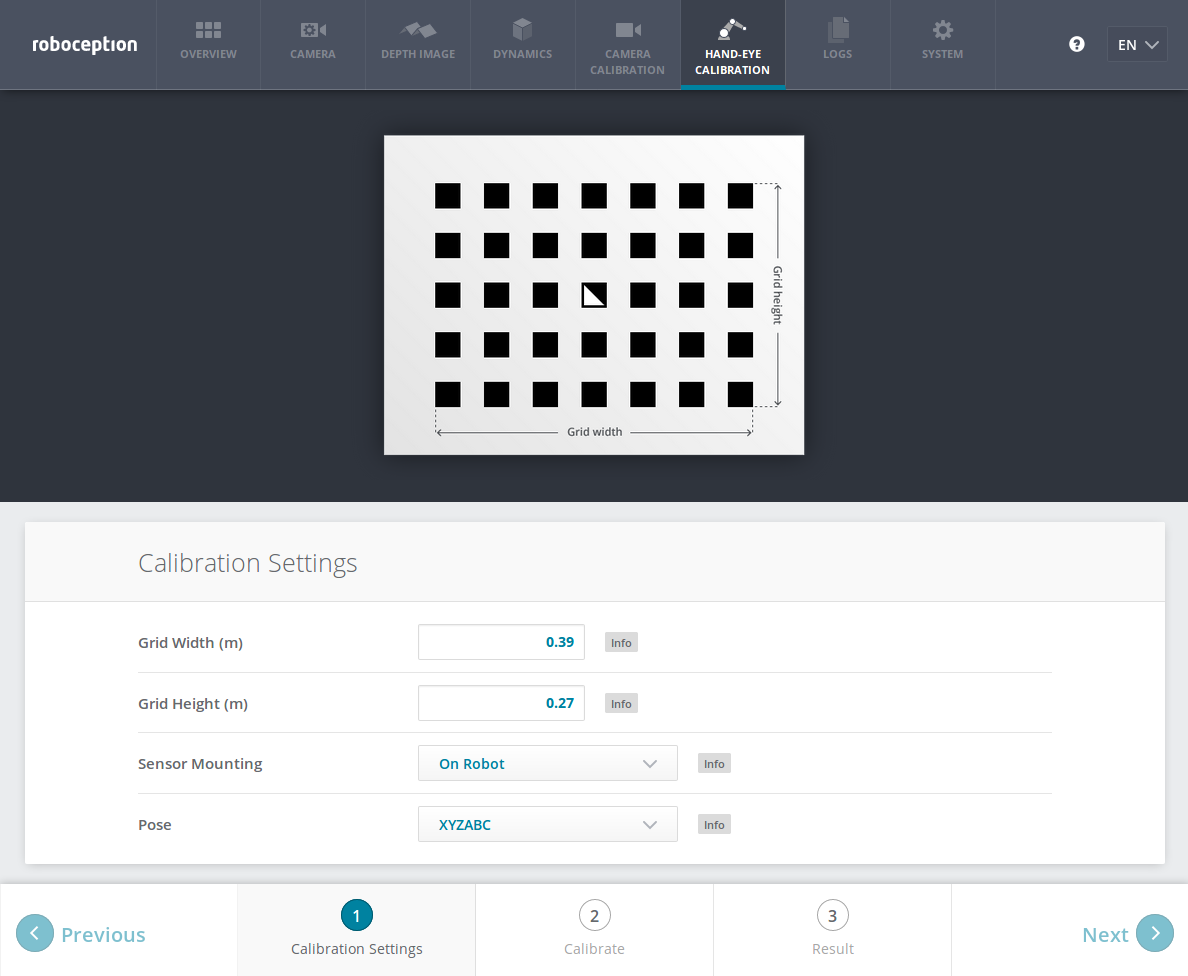 roboception
OVERVIEW
CAMERA
DEPTH IMAGE
DYNAMICS
CAMERA
CALIBRATION
HAND-EYE
CALIBRATION
LOGS
SYSTEM
?
EN
Grid height
Grid width
Calibration Settings
Grid Width (m)
0.39
Info
Grid Height (m)
0.27
Info
Sensor Mounting
On Robot
Info
Pose
XYZABC
Info
Previous
1
Calibration Settings
2
Calibrate
3
Result
Next